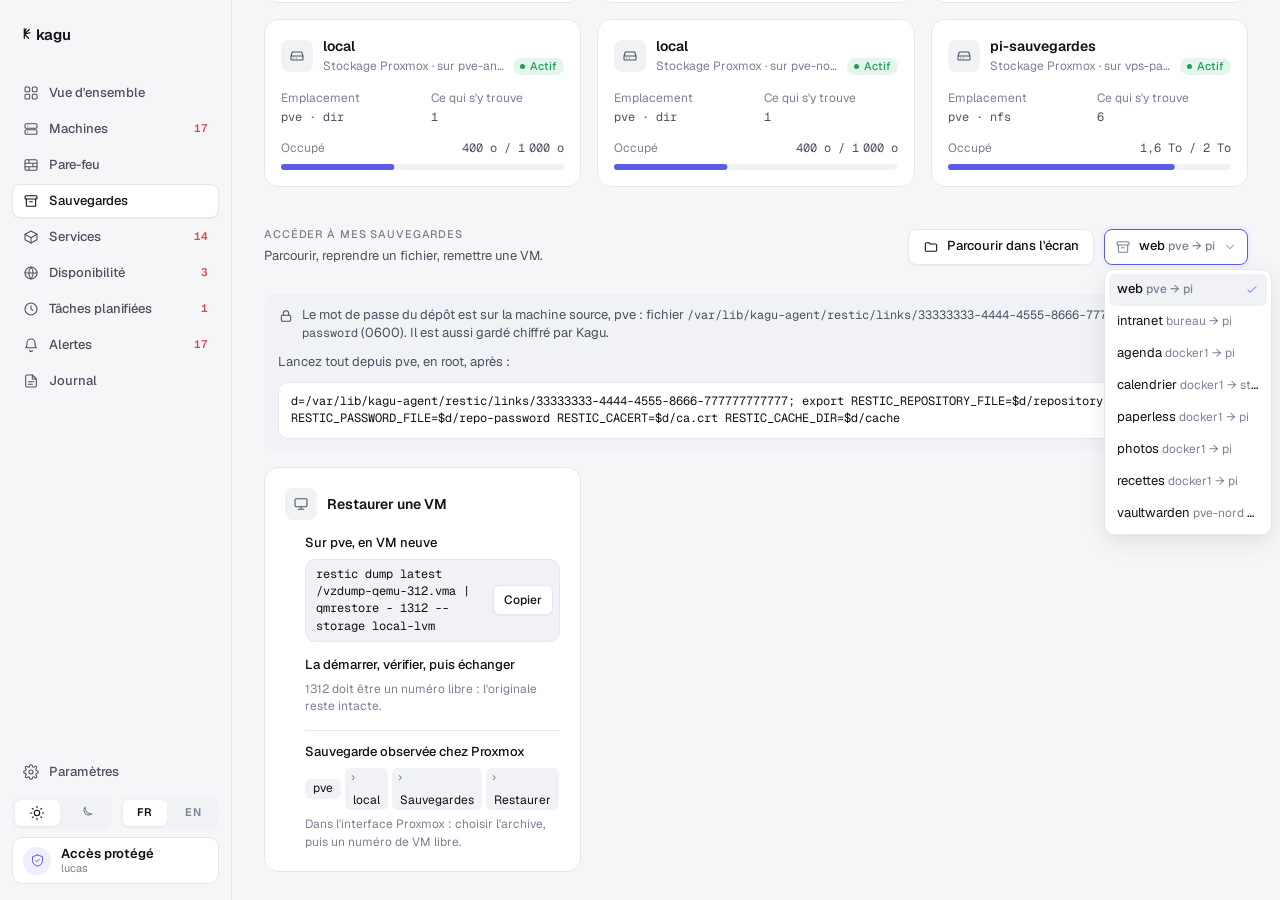 kagu
Vue d'ensemble
Machines 17
Pare-feu
Sauvegardes
Services 14
Disponibilité 3
Tâches planifiées 1
Alertes 17
Journal
Paramètres
FR EN
Accès protégé
lucas
local
Stockage Proxmox · sur pve-an… Actif
Emplacement Ce qui s'y trouve
pve · dir 1
Occupé 400 o / 1 000 o
local
Stockage Proxmox · sur pve-no… Actif
Emplacement Ce qui s'y trouve
pve · dir 1
Occupé 400 o / 1 000 o
pi-sauvegardes
Stockage Proxmox · sur vps-pa… Actif
Emplacement Ce qui s'y trouve
pve · nfs 6
Occupé 1,6 To / 2 To
ACCÉDER À MES SAUVEGARDES
Parcourir, reprendre un fichier, remettre une VM.
Parcourir dans l'écran
web pve → pi
web pve → pi
intranet bureau → pi
agenda docker1 → pi
calendrier docker1 → st…
paperless docker1 → pi
photos docker1 → pi
recettes docker1 → pi
vaultwarden pve-nord …
Le mot de passe du dépôt est sur la machine source, pve : fichier /var/lib/kagu-agent/restic/links/33333333-4444-4555-8666-777
password (0600). Il est aussi gardé chiffré par Kagu.
Lancez tout depuis pve, en root, après :
d=/var/lib/kagu-agent/restic/links/33333333-4444-4555-8666-777777777777; export RESTIC_REPOSITORY_FILE=$d/repository
RESTIC_PASSWORD_FILE=$d/repo-password RESTIC_CACERT=$d/ca.crt RESTIC_CACHE_DIR=$d/cache
Restaurer une VM
Sur pve, en VM neuve
restic dump latest
/vzdump-qemu-312.vma |
qmrestore - 1312 --
storage local-lvm
Copier
La démarrer, vérifier, puis échanger
1312 doit être un numéro libre : l'originale
reste intacte.
Sauvegarde observée chez Proxmox
pve › local › Sauvegardes › Restaurer
Dans l'interface Proxmox : choisir l'archive,
puis un numéro de VM libre.